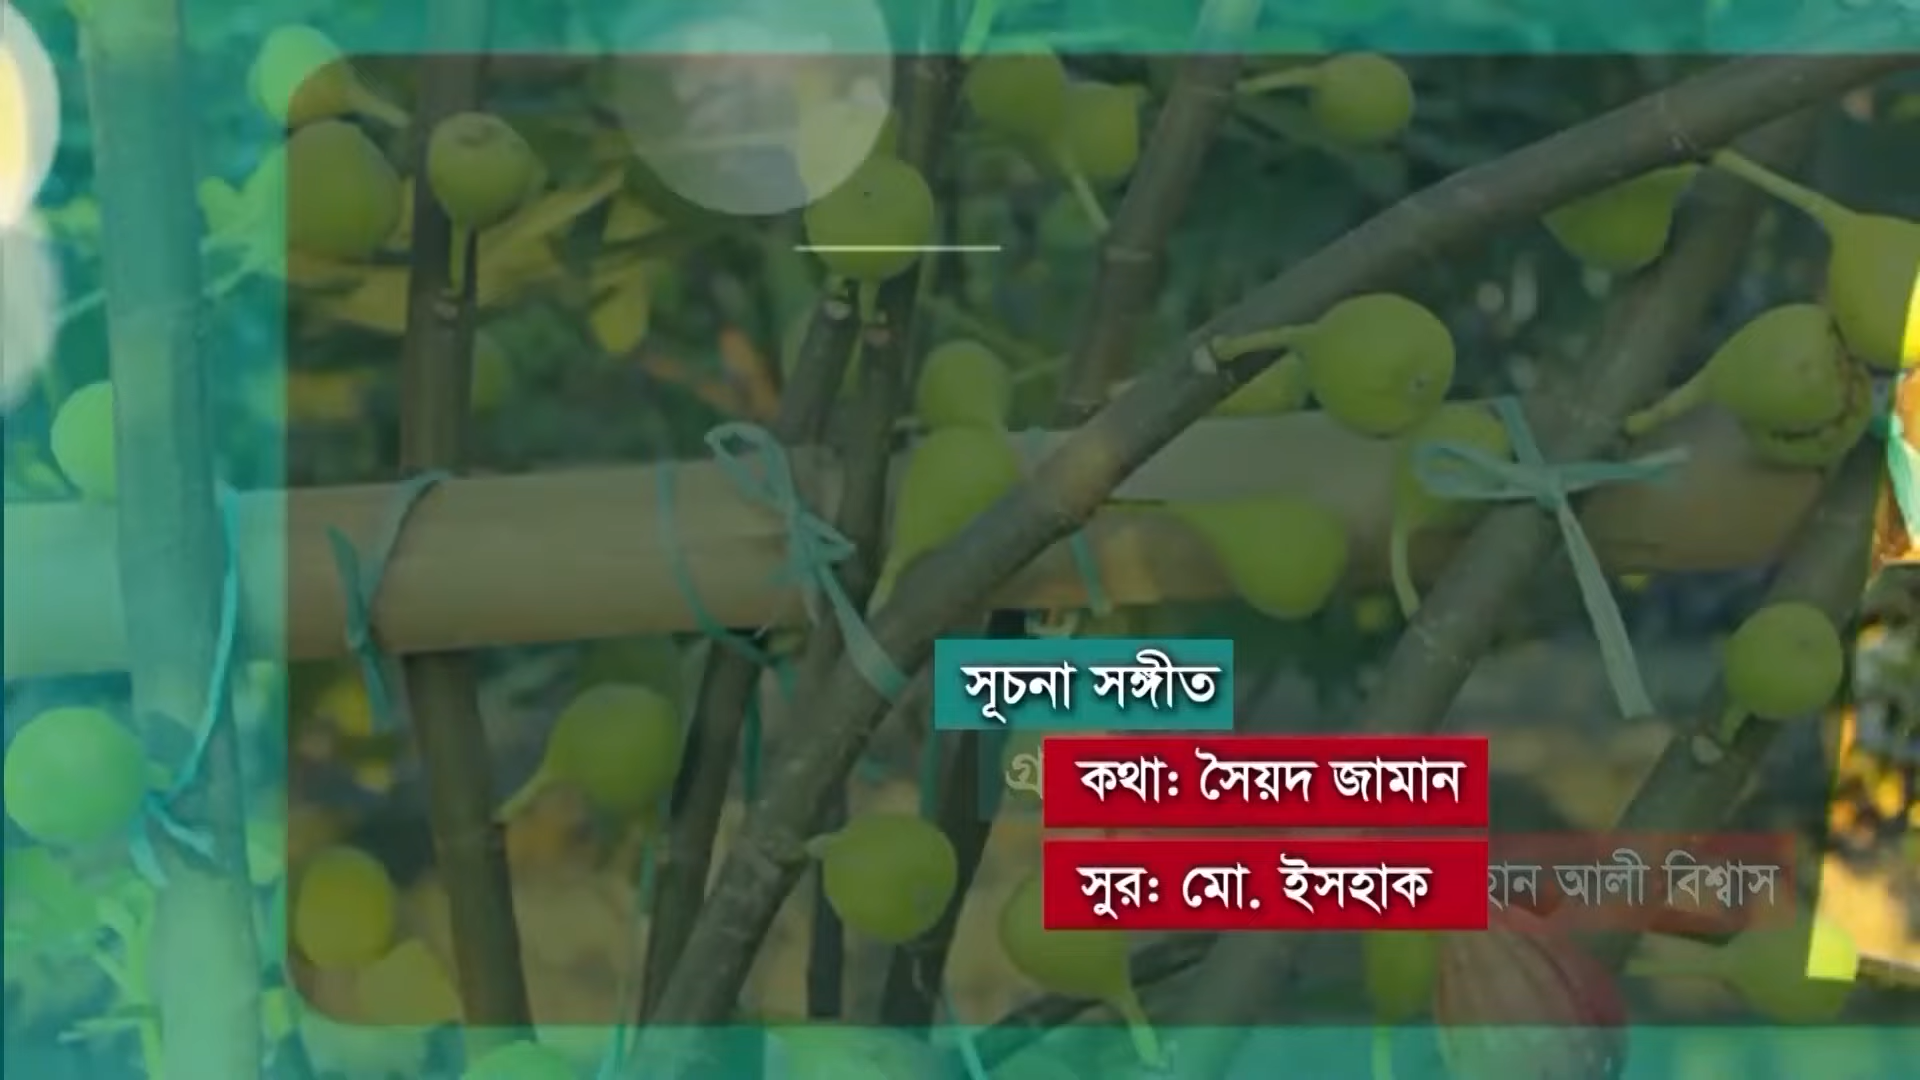 সূচনা সঙ্গীত
কথা: সৈয়দ জামান
সুর: মো. ইসহাক
আলী বিশ্বাস